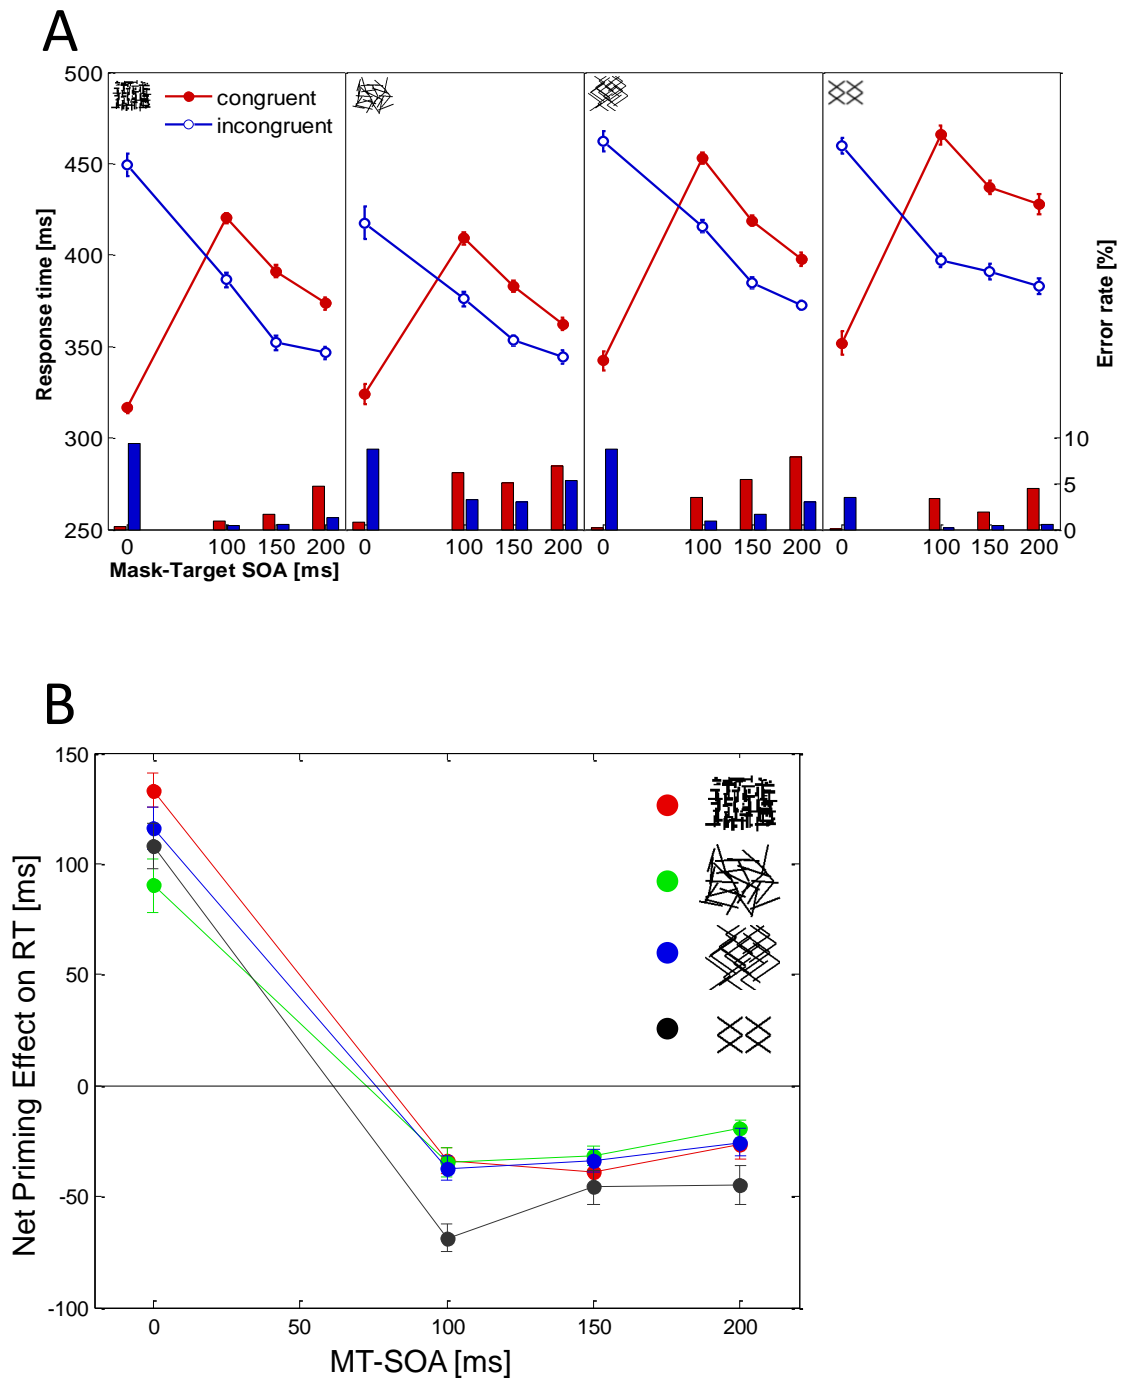 A
500
450
400
350
300
250
Response time [ms]
congruent
incongruent
10
5
0
Error rate [%]
0 100 150 200 0 100 150 200 0 100 150 200 0 100 150 200
Mask-Target SOA [ms]
B
150
100
50
0
-50
-100
Net Priming Effect on RT [ms]
0 50 100 150 200
MT-SOA [ms]